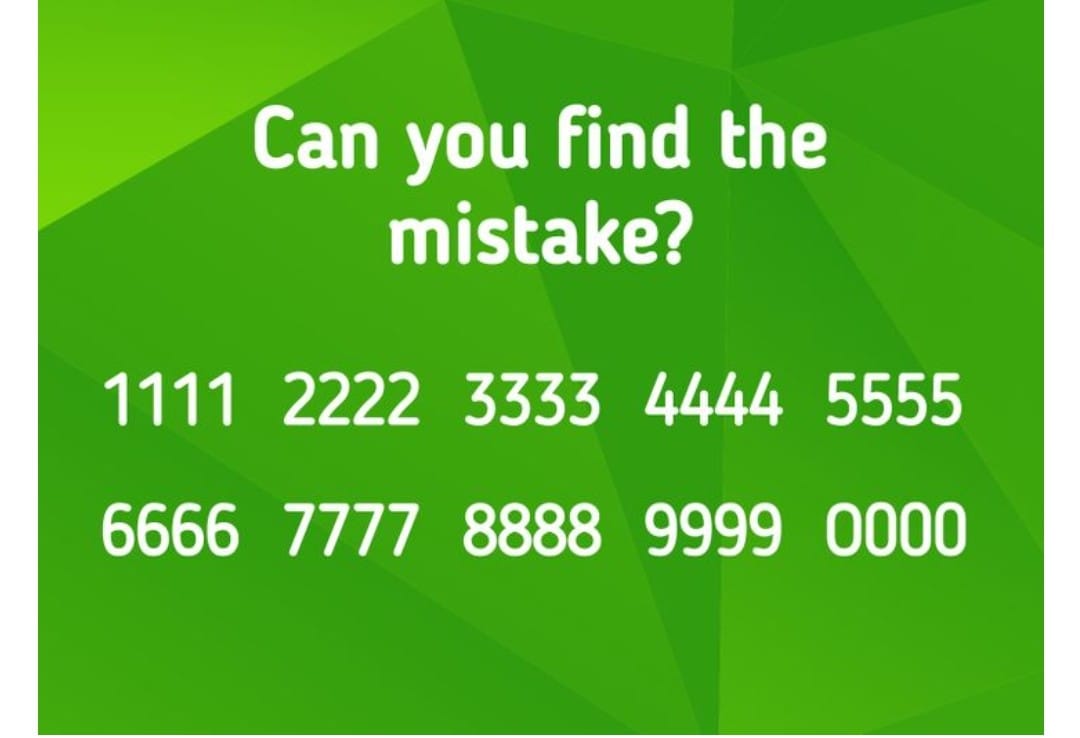 Can you find the
mistake?
1111 2222 3333 4444 5555
6666 7777 8888 9999 0000